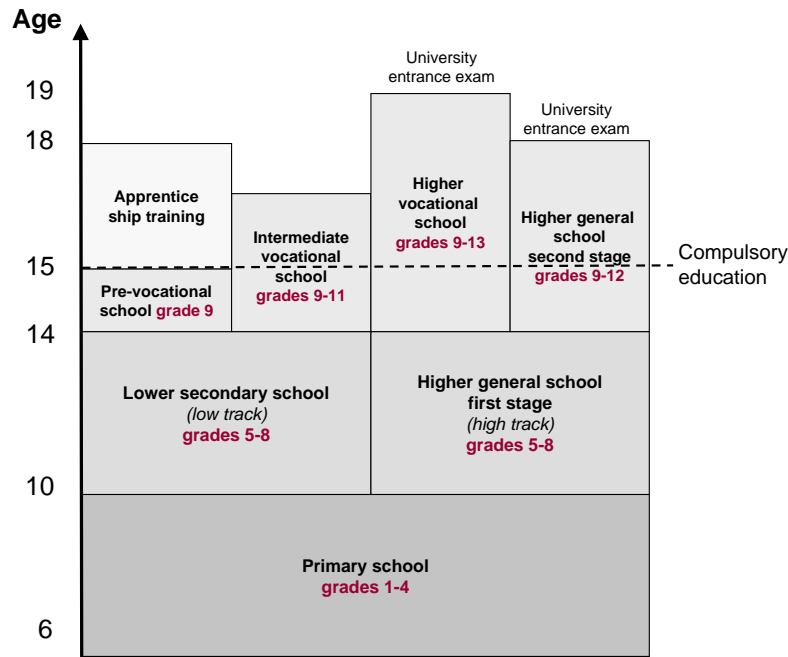 Age
University
entrance exam
19
University
entrance exam
18
Apprentice
ship training
Higher
vocational
school
grades 9-13
Higher general
school
second stage
grades 9-12
Intermediate
vocational
school
grades 9-11
Compulsory
education
15
Pre-vocational
school grade 9
14
Lower secondary school
(low track)
grades 5-8
Higher general school
first stage
(high track)
grades 5-8
10
Primary school
grades 1-4
6